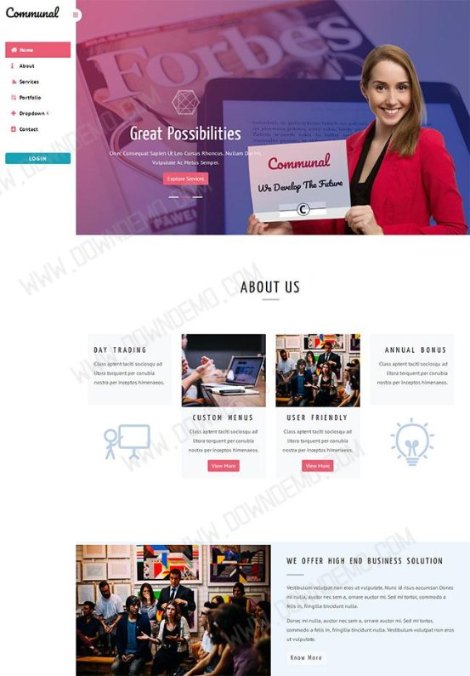 Communal
Home
About
Services
Portfolio
Dropdown
Contact
LOGIN
Forbes
Great Possibilities
Donec Consequat Sapien Ut Leo Cursus Rhoncus. Nullam Dui Mi,
Vulputate Ac Metus Semper.
Explore Services
Communal
We Develop The Future
C
WWW.DOWNDEMO.COM
ABOUT US
DAY TRADING
Class aptent taciti sociosqu ad
litora torquent per conubia
nostra per inceptos himenaeos.
CUSTOM MENUS
Class aptent taciti sociosqu ad
litora torquent per conubia
nostra per inceptos himenaeos.
View More
USER FRIENDLY
Class aptent taciti sociosqu ad
litora torquent per conubia
nostra per inceptos himenaeos.
View More
ANNUAL BONUS
Class aptent taciti sociosqu ad
litora torquent per conubia
nostra per inceptos himenaeos.
WE OFFER HIGH END BUSINESS SOLUTION
Vestibulum volutpat non eros ut vulputate. Nunc id risus accumsan Donec
mi nulla, auctor nec sem a, ornare auctor mi. Sed mi tortor, commodo a
felis in, fringilla tincidunt nulla.
Donec mi nulla, auctor nec sem a, ornare auctor mi. Sed mi tortor,
commodo a felis in, fringilla tincidunt nulla. Vestibulum volutpat non eros
ut vulputate.
Know More